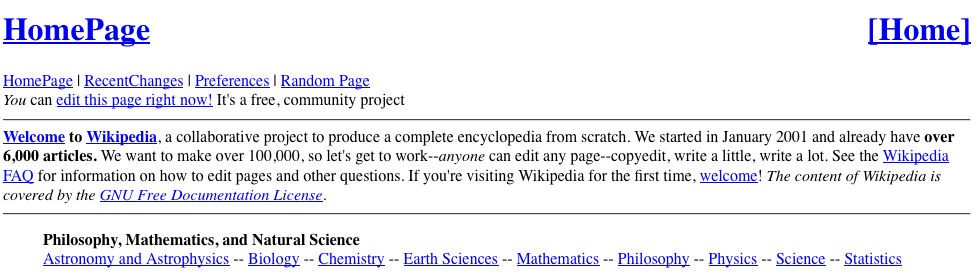 HomePage [Home]
HomePage | RecentChanges | Preferences | Random Page
You can edit this page right now! It's a free, community project
Welcome to Wikipedia, a collaborative project to produce a complete encyclopedia from scratch. We started in January 2001 and already have over
6,000 articles. We want to make over 100,000, so let's get to work--anyone can edit any page--copyedit, write a little, write a lot. See the Wikipedia
FAQ for information on how to edit pages and other questions. If you're visiting Wikipedia for the first time, welcome! The content of Wikipedia is
covered by the GNU Free Documentation License.
Philosophy, Mathematics, and Natural Science
Astronomy and Astrophysics -- Biology -- Chemistry -- Earth Sciences -- Mathematics -- Philosophy -- Physics -- Science -- Statistics